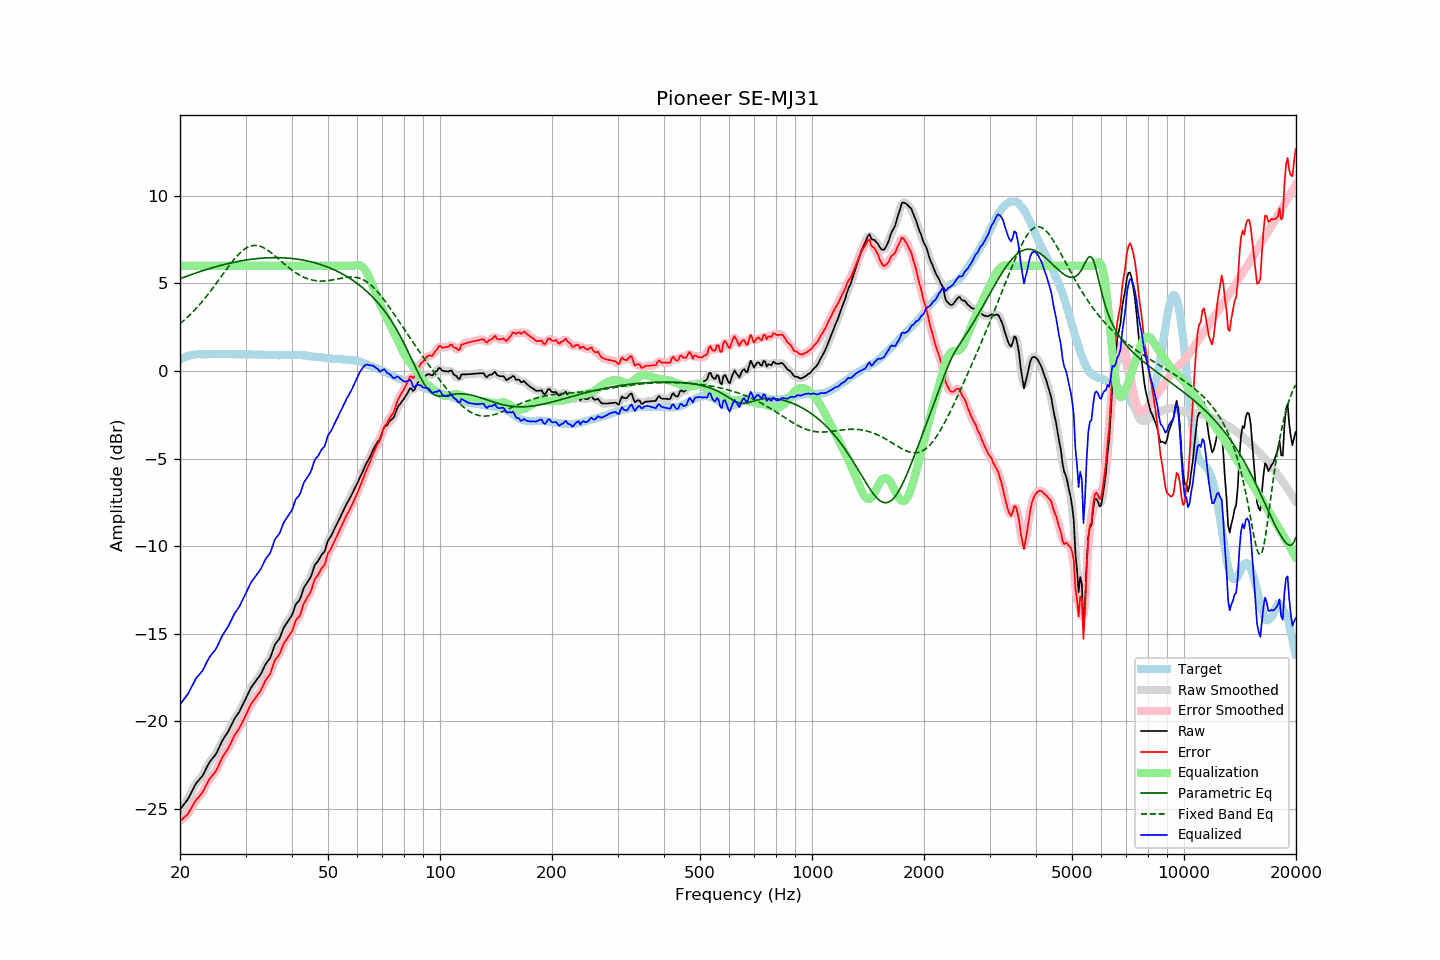 Pioneer SE-MJ31
Amplitude (dBr)
10
5
0
−5
−10
−15
−20
−25
20
50
100
200
500
1000
2000
5000
10000
20000
Frequency (Hz)
Target
Raw Smoothed
Error Smoothed
Raw
Error
Equalization
Parametric Eq
Fixed Band Eq
Equalized